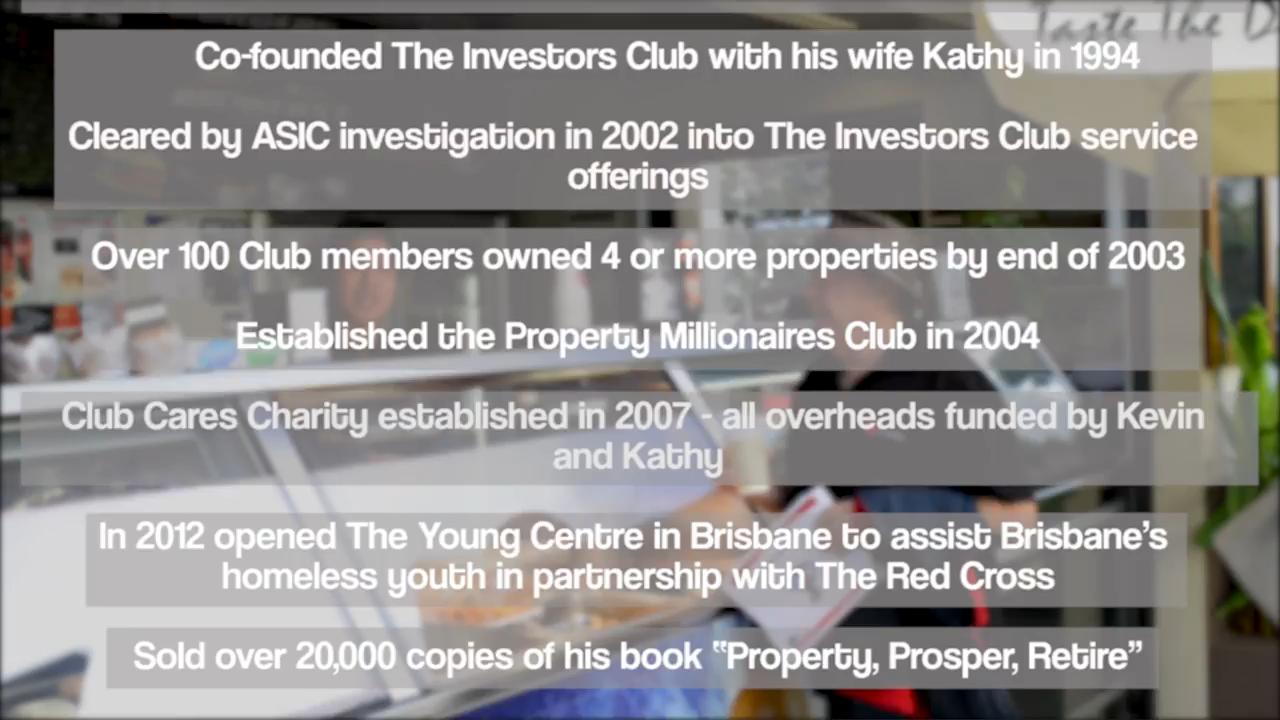 Taste The
Co-founded The Investors Club with his wife Kathy in 1994
Cleared by ASIC investigation in 2002 into The Investors Club service
offerings
Over 100 Club members owned 4 or more properties by end of 2003
Established the Property Millionaires Club in 2004
Club Cares Charity established in 2007 - all overheads funded by Kevin
and Kathy
In 2012 opened The Young Centre in Brisbane to assist Brisbane's
homeless youth in partnership with The Red Cross
Sold over 20,000 copies of his book “Property, Prosper, Retire”